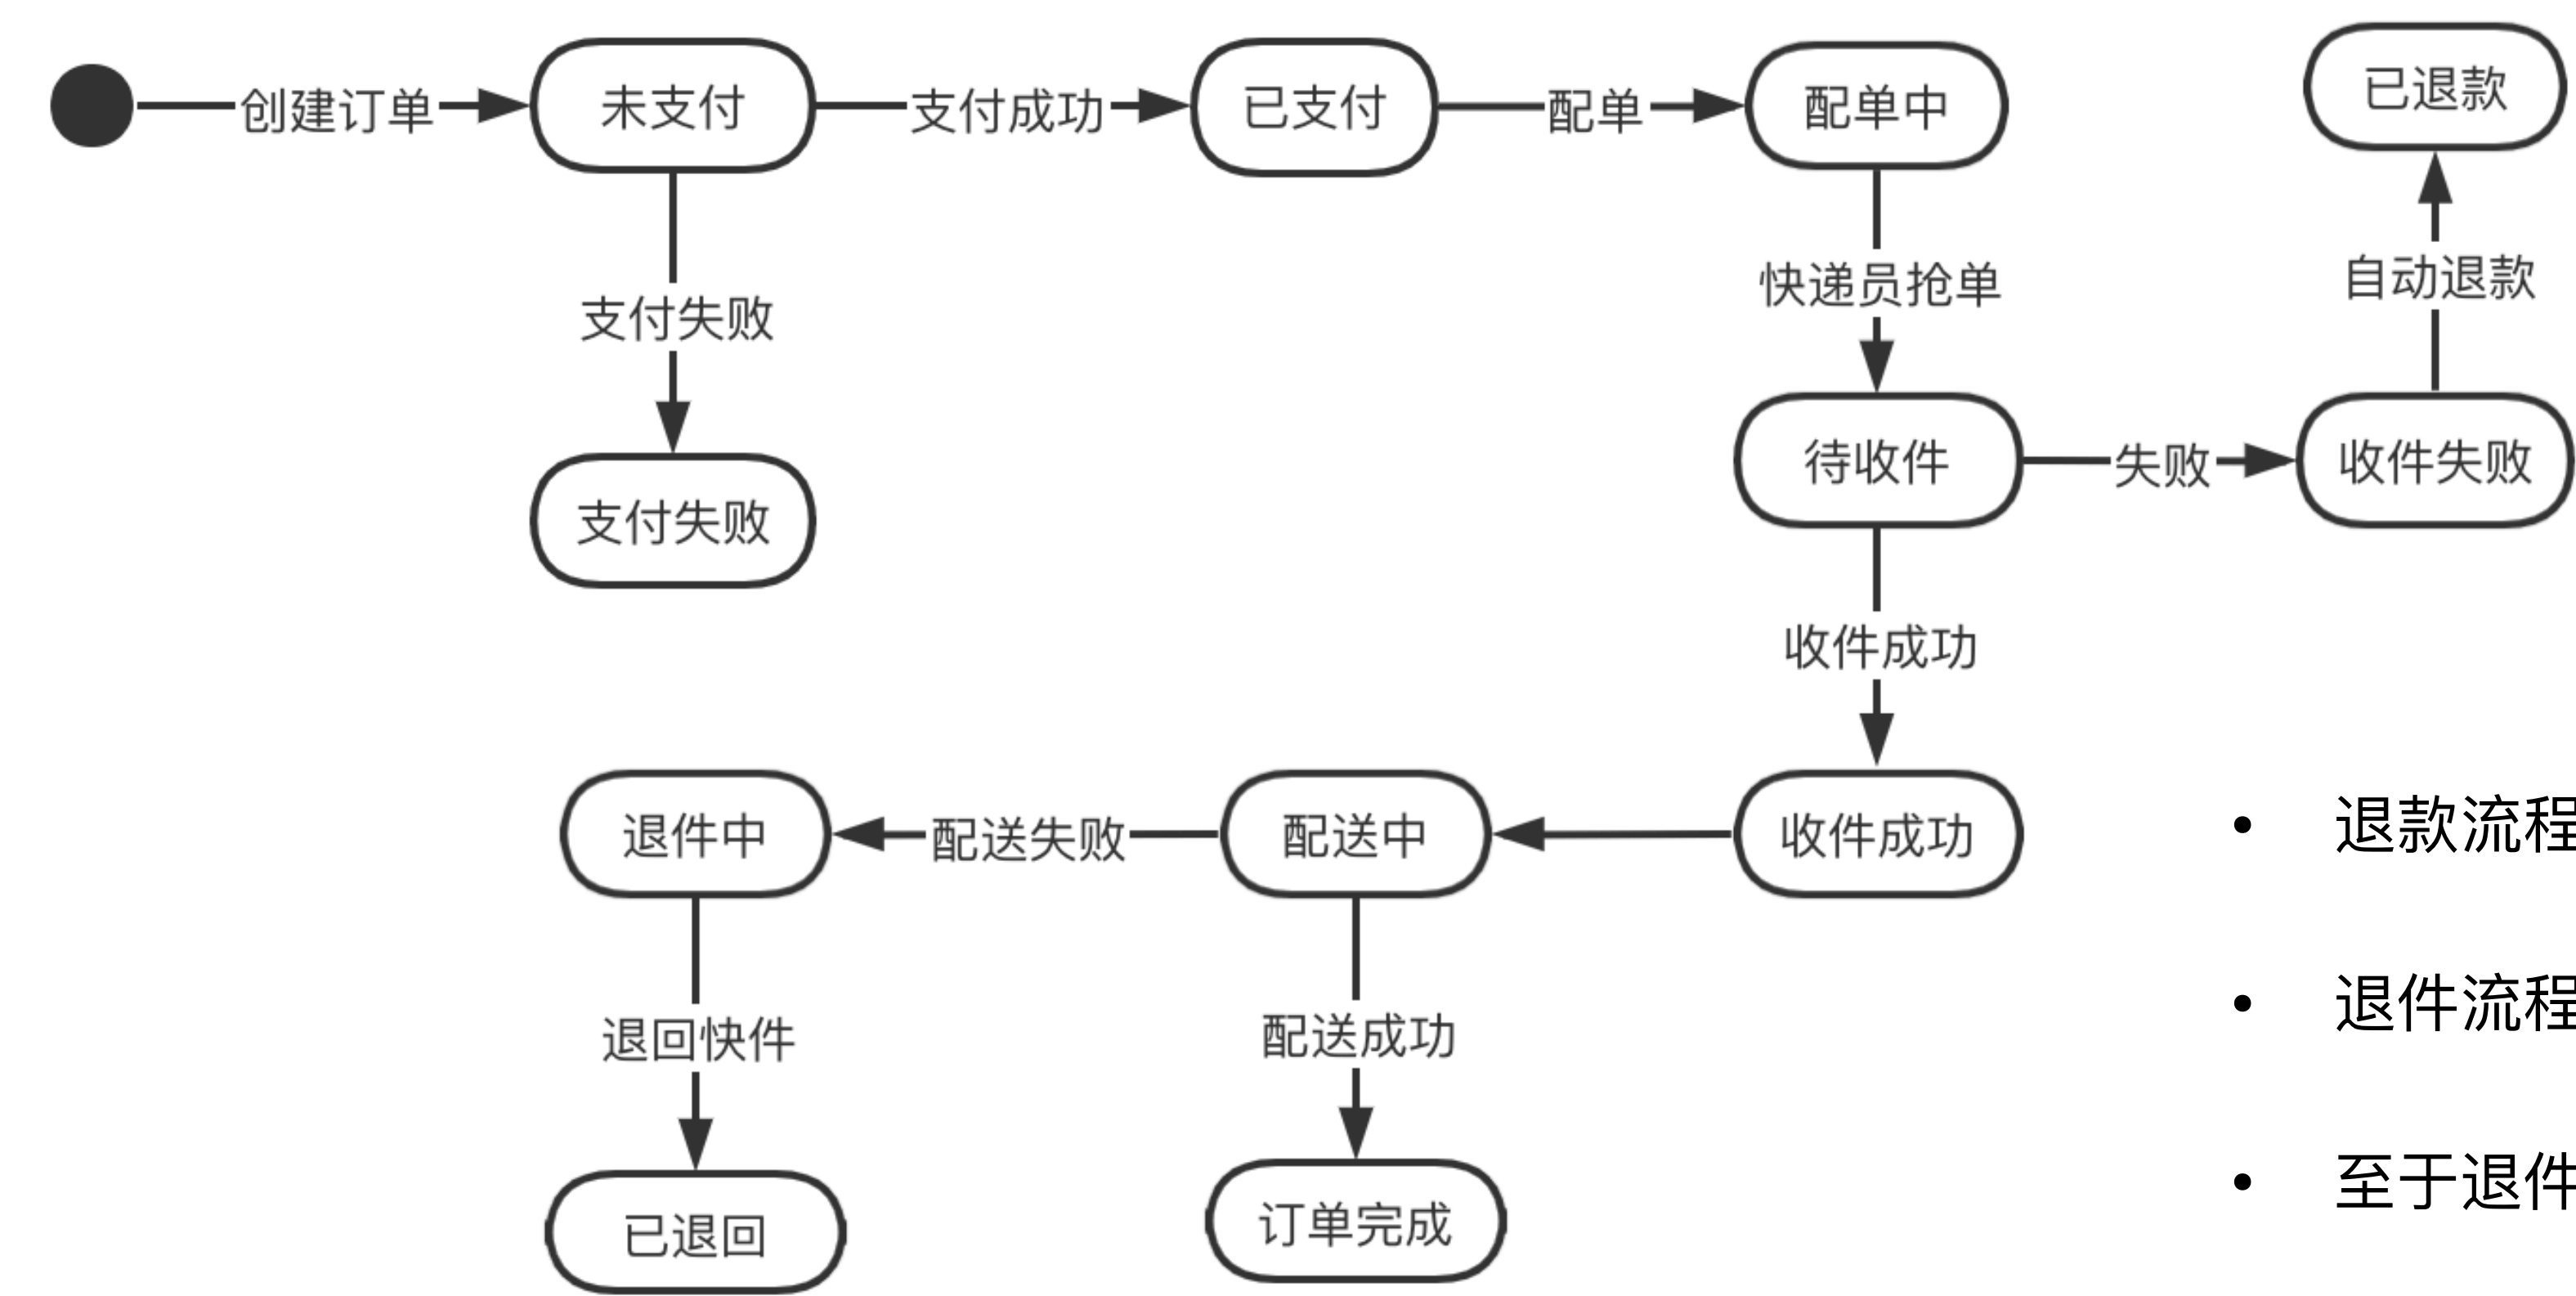 创建订单
未支付
支付成功
已支付
配单
配单中
已退款
快递员抢单
自动退款
支付失败
支付失败
待收件
失败
收件失败
收件成功
退件中
配送失败
配送中
收件成功
• 退款流程
• 退件流程
• 至于退件
退回快件
配送成功
已退回
订单完成